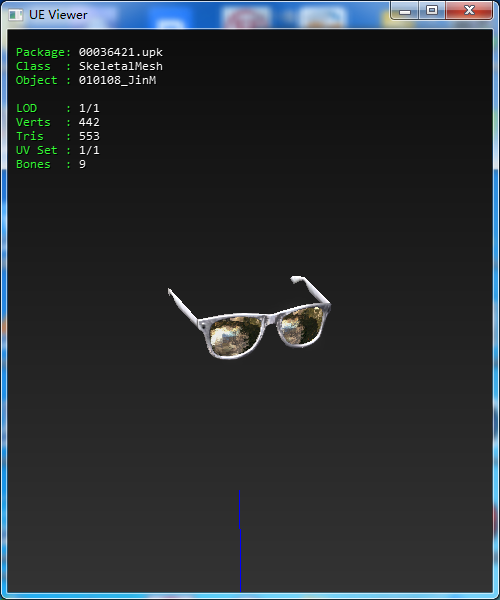 UE Viewer
Package: 00036421.upk
Class  : SkeletalMesh
Object : 010108_JinM
LOD    : 1/1
Verts  : 442
Tris   : 553
UV Set : 1/1
Bones  : 9